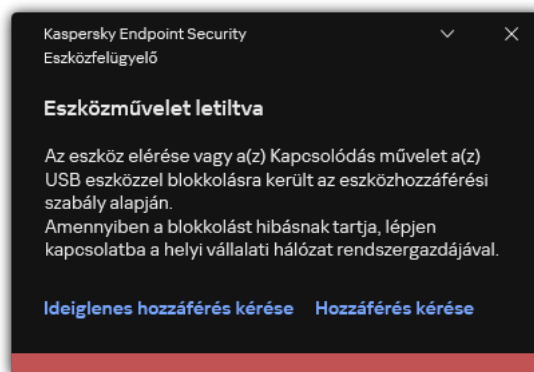 Kaspersky Endpoint Security
Eszközfelügyelő
Eszközművelet letiltva
Az eszköz elérése vagy a(z) Kapcsolódás művelet a(z)
USB eszközzel blokkolásra került az eszközhozzáférési
szabály alapján.
Amennyiben a blokkolást hibásnak tartja, lépjen
kapcsolatba a helyi vállalati hálózat rendszergazdájával.
Ideiglenes hozzáférés kérése Hozzáférés kérése